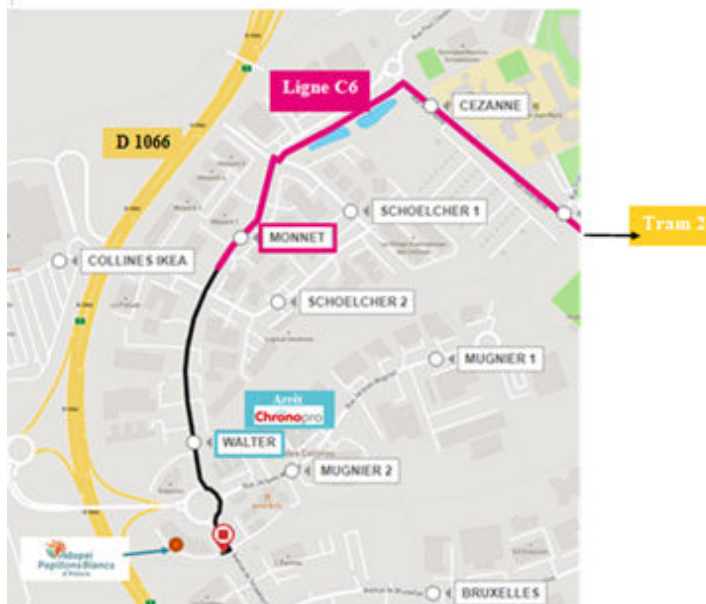 Ligne C6
CEZANNE
D 1066
SCHOELCHER 1
Tram 2
MONNET
COLLINES IKEA
SCHOELCHER 2
MUGNIER 1
Arrêt
Chronopro
WALTER
MUGNIER 2
Adapei
Papillons Blancs
d'Alsace
BRUXELLES